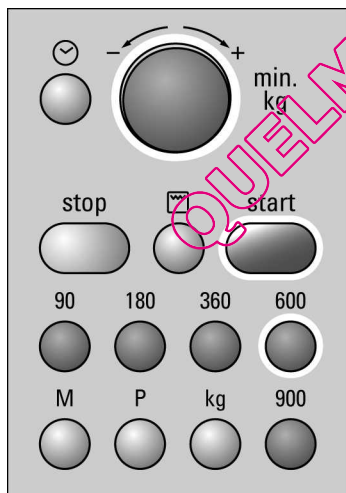 − +
min.
kg
stop start
90 180 360 600
M P kg 900
QUELM